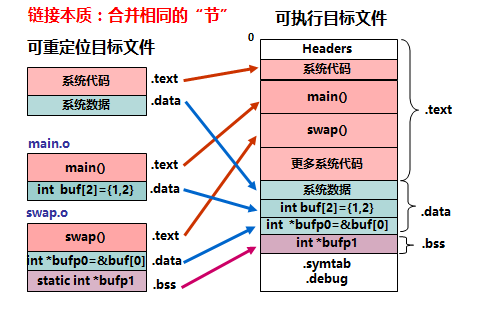 链接本质：合并相同的“节”
可重定位目标文件
系统代码 .text
系统数据 .data
main.o
main() .text
int buf[2]={1,2} .data
swap.o
swap() .text
int *bufp0=&buf[0] .data
static int *bufp1 .bss
可执行目标文件
0
Headers
系统代码
main()
swap()
更多系统代码
.text
系统数据
int buf[2]={1,2}
int *bufp0=&buf[0]
.data
int *bufp1 .bss
.symtab
.debug